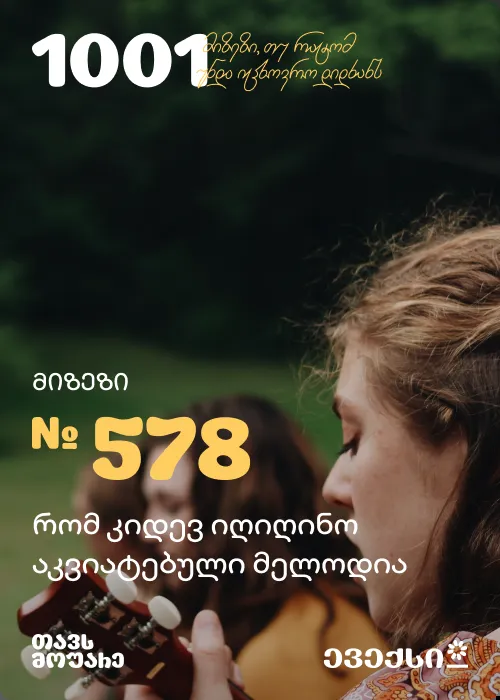 1001 მიზეზი, თუ რატომ
უნდა იცხოვრო დიდხანს
მიზეზი
№ 578
რომ კიდევ იღიღინო
აკვიატებული მელოდია
თავს
მოუარე
ევექსი